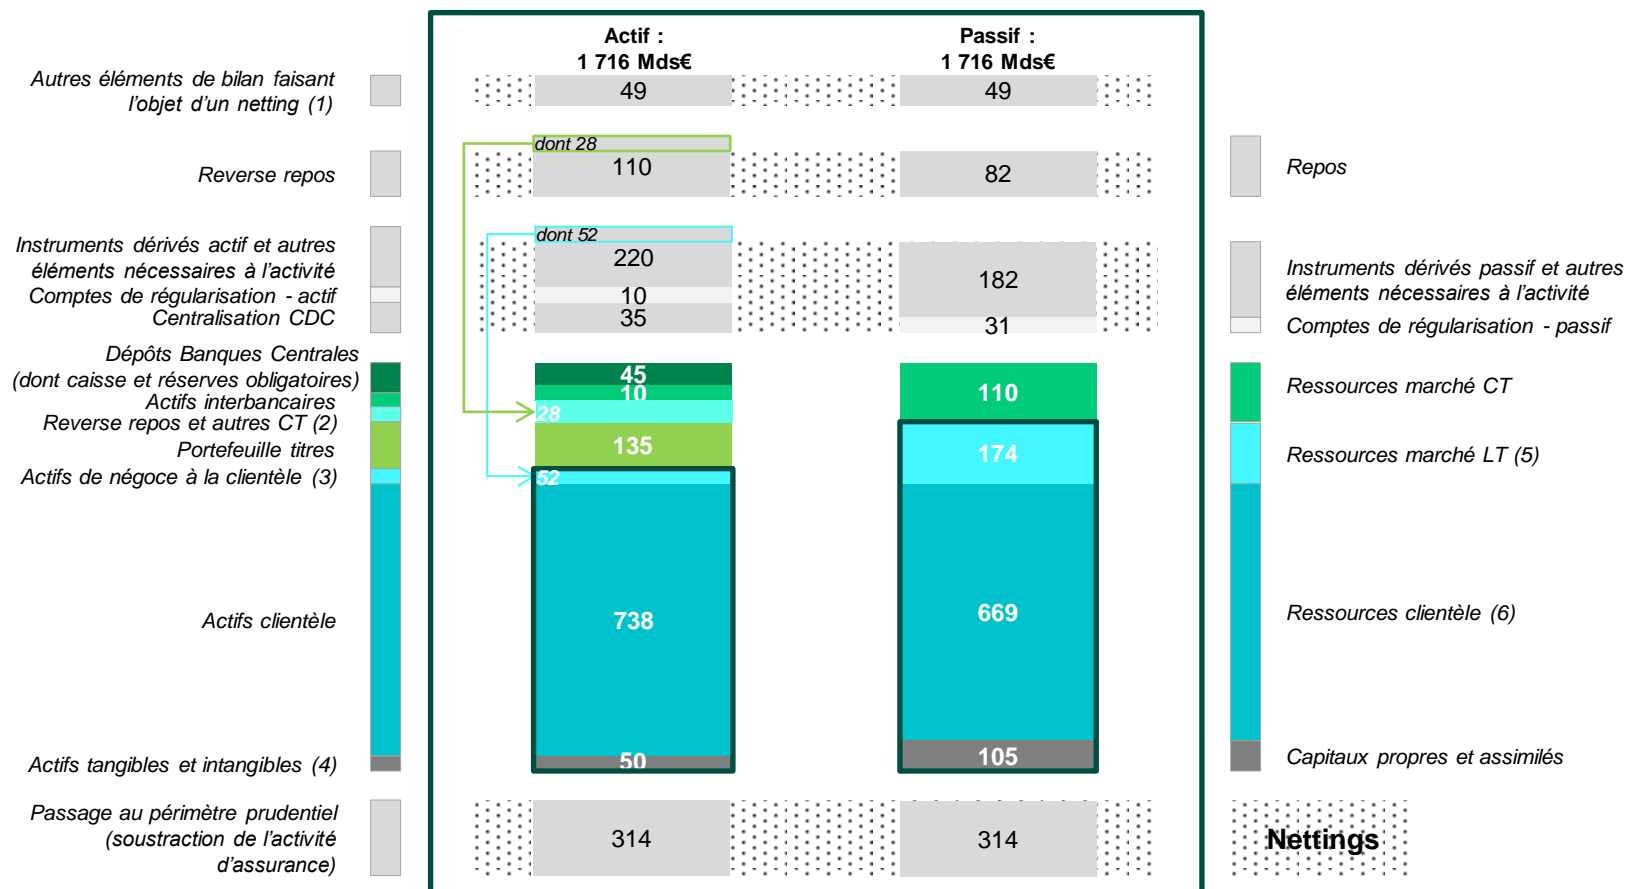 Actif :
1 716 Mds€
Passif :
1 716 Mds€
Autres éléments de bilan faisant
l'objet d'un netting (1)
49
49
dont 28
Reverse repos
110
82
Repos
dont 52
Instruments dérivés actif et autres
éléments nécessaires à l'activité
220
182
Instruments dérivés passif et autres
éléments nécessaires à l'activité
Comptes de régularisation - actif
10
Centralisation CDC
35
31
Comptes de régularisation - passif
Dépôts Banques Centrales
(dont caisse et réserves obligatoires)
45
Actifs interbancaires
10
110
Ressources marché CT
Reverse repos et autres CT (2)
28
Portefeuille titres
135
174
Ressources marché LT (5)
Actifs de négoce à la clientèle (3)
52
Actifs clientèle
738
669
Ressources clientèle (6)
Actifs tangibles et intangibles (4)
50
105
Capitaux propres et assimilés
Passage au périmètre prudentiel
(soustraction de l'activité
d'assurance)
314
314
Nettings